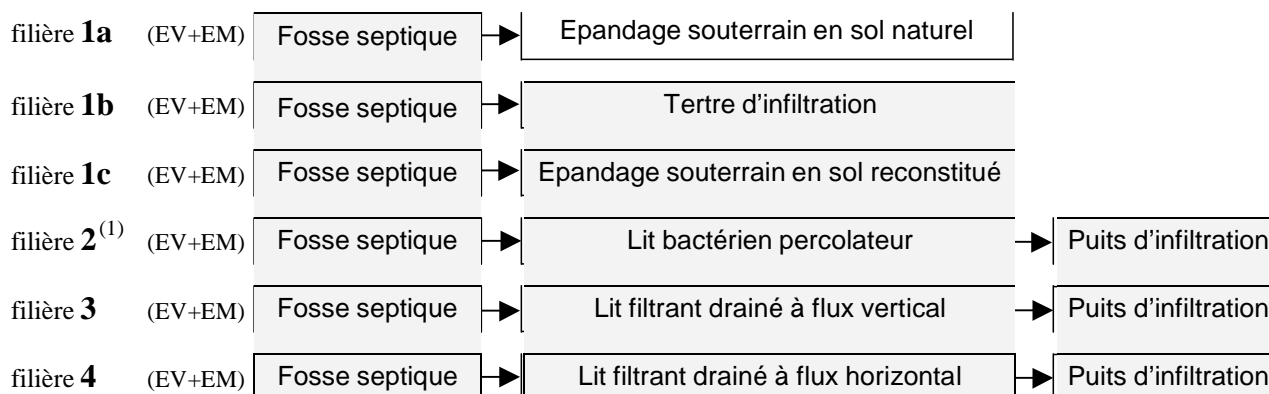 filière 1a (EV+EM) Fosse septique Epandage souterrain en sol naturel
filière 1b (EV+EM) Fosse septique Tertre d'infiltration
filière 1c (EV+EM) Fosse septique Epandage souterrain en sol reconstitué
filière 2(1) (EV+EM) Fosse septique Lit bactérien percolateur Puits d'infiltration
filière 3 (EV+EM) Fosse septique Lit filtrant drainé à flux vertical Puits d'infiltration
filière 4 (EV+EM) Fosse septique Lit filtrant drainé à flux horizontal Puits d'infiltration